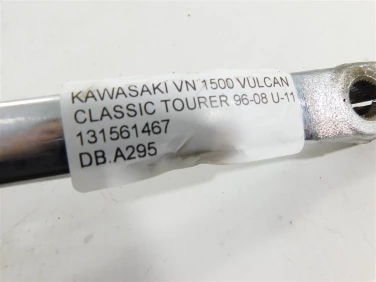 KAWASAKI VN 1500 VULCAN
CLASSIC TOURER 96-08 U-11
131561467
DB.A295